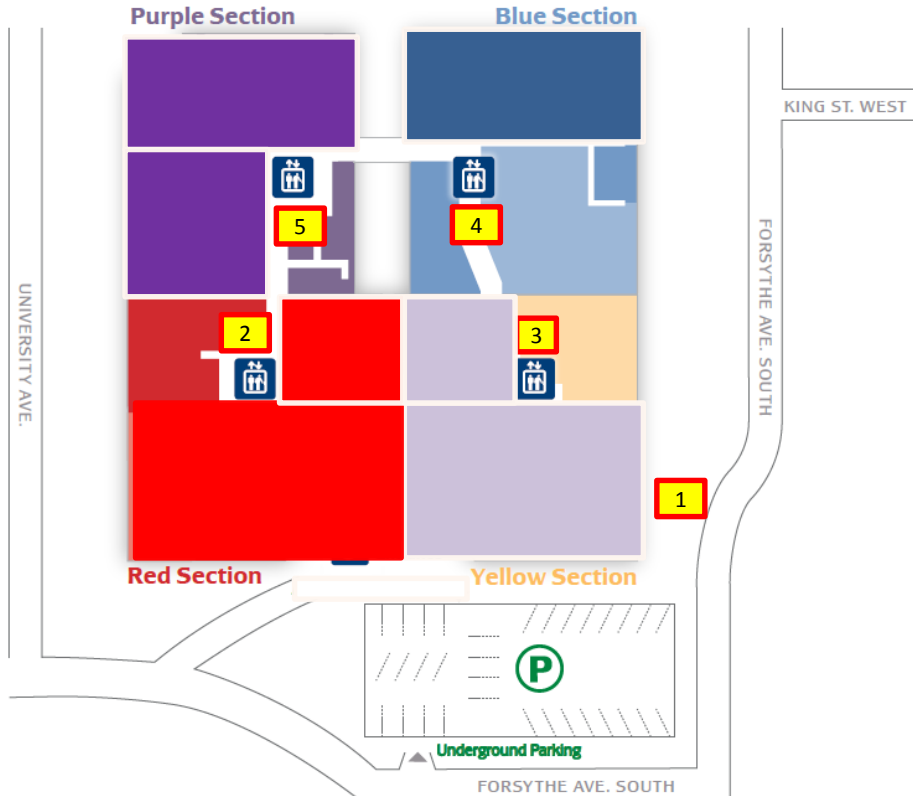 Purple Section
Blue Section
KING ST. WEST
5
4
FORSYTHE AVE. SOUTH
UNIVERSITY AVE.
2
3
1
Red Section
Yellow Section
P
Underground Parking
FORSYTHE AVE. SOUTH